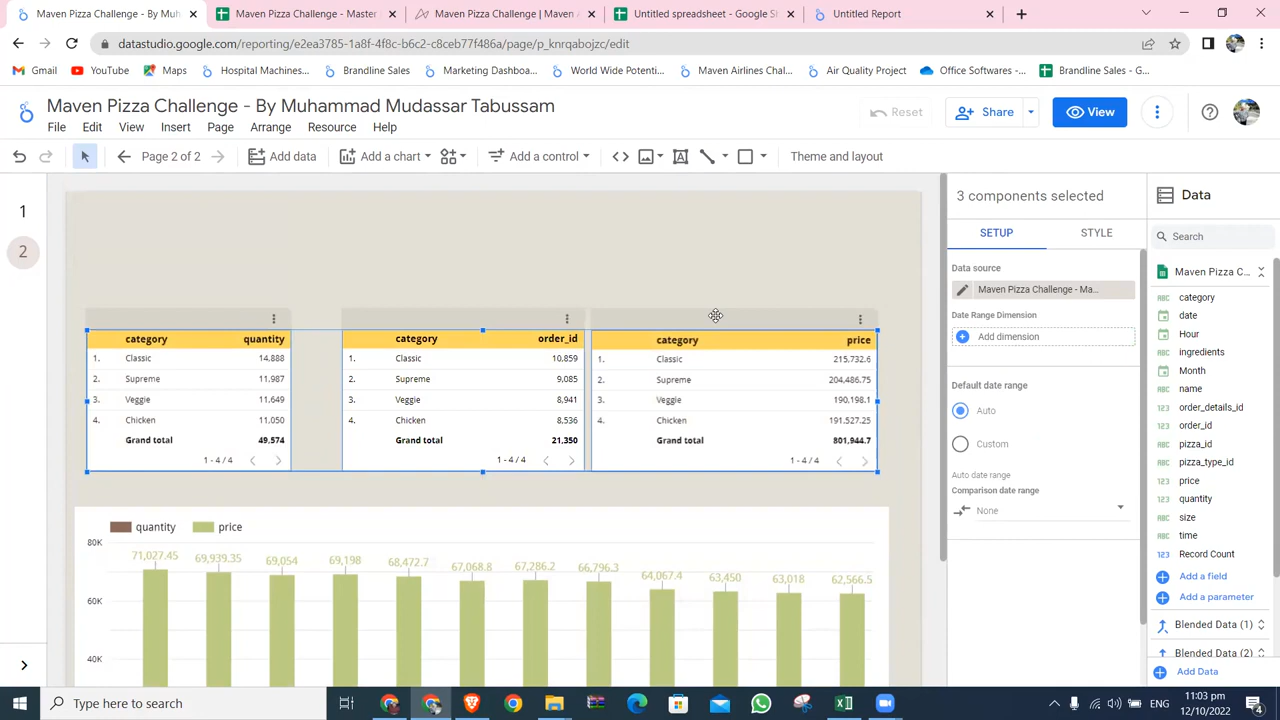 Maven Pizza Challenge - By Muh
Maven Pizza Challenge - Master
Maven Pizza Challenge | Maven A
Untitled spreadsheet - Google Sh
Untitled Report
datastudio.google.com/reporting/e2ea3785-1a8f-4f8c-b6c2-c8ceb77f486a/page/a_knrqabojzc/edit
Gmail YouTube Maps Hospital Machines... Brandline Sales Marketing Dashboa... World Wide Potenti... Maven Airlines Chal... Air Quality Project Office Softwares -... Brandline Sales - G...
Maven Pizza Challenge - By Muhammad Mudassar Tabussam
Reset Share View
File Edit View Insert Page Arrange Resource Help
Page 2 of 2 Add data Add a chart Add a control Theme and layout
1
2
category quantity
1. Classic 14,888
2. Supreme 11,987
3. Veggie 11,649
4. Chicken 11,050
Grand total 49,574
1 - 4 / 4
category order_id
1. Classic 10,859
2. Supreme 9,085
3. Veggie 8,941
4. Chicken 8,536
Grand total 21,350
1 - 4 / 4
category price
1. Classic 215,732.6
2. Supreme 204,486.75
3. Veggie 190,198.1
4. Chicken 191,527.25
Grand total 801,944.7
1 - 4 / 4
quantity price
80K
60K
40K
71,027.45 69,939.35 69,054 69,198 68,472.7 67,068.8 67,286.2 66,796.3 64,067.4 63,450 63,018 62,566.5
3 components selected
SETUP STYLE
Data source
Maven Pizza Challenge - Ma...
Date Range Dimension
Add dimension
Default date range
Auto
Custom
Auto date range
Comparison date range
None
Data
Search
Maven Pizza C...
ABC category
date
Hour
ABC ingredients
Month
ABC name
123 order_details_id
123 order_id
ABC pizza_id
ABC pizza_type_id
123 price
123 quantity
ABC size
ABC time
123 Record Count
Add a field
Add a parameter
Blended Data (1)
Blended Data (2)
Add Data
Type here to search
ENG
11:03 pm
12/10/2022
4